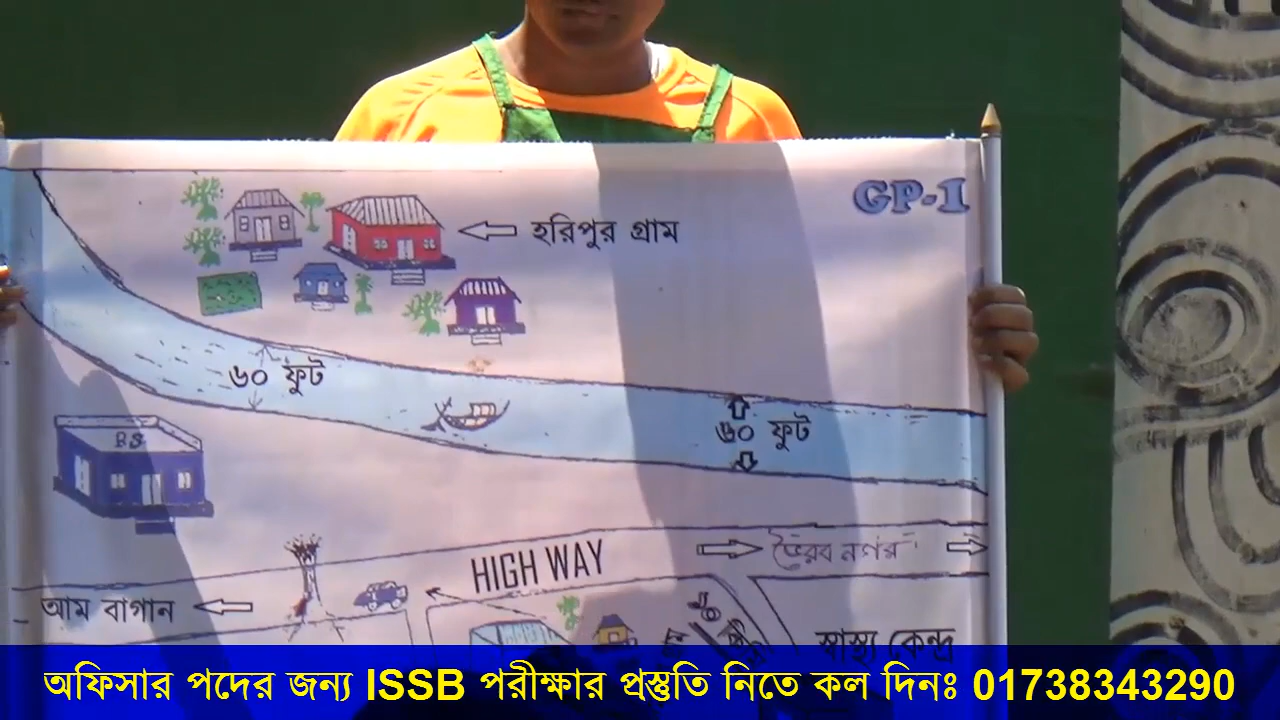 GP-1
হরিপুর গ্রাম
৬০ ফুট
৬০ ফুট
HIGH WAY
ভৈরব নগর
আম বাগান
স্বাস্থ্য কেন্দ্র
অফিসার পদের জন্য ISSB পরীক্ষার প্রস্তুতি নিতে কল দিনঃ 01738343290